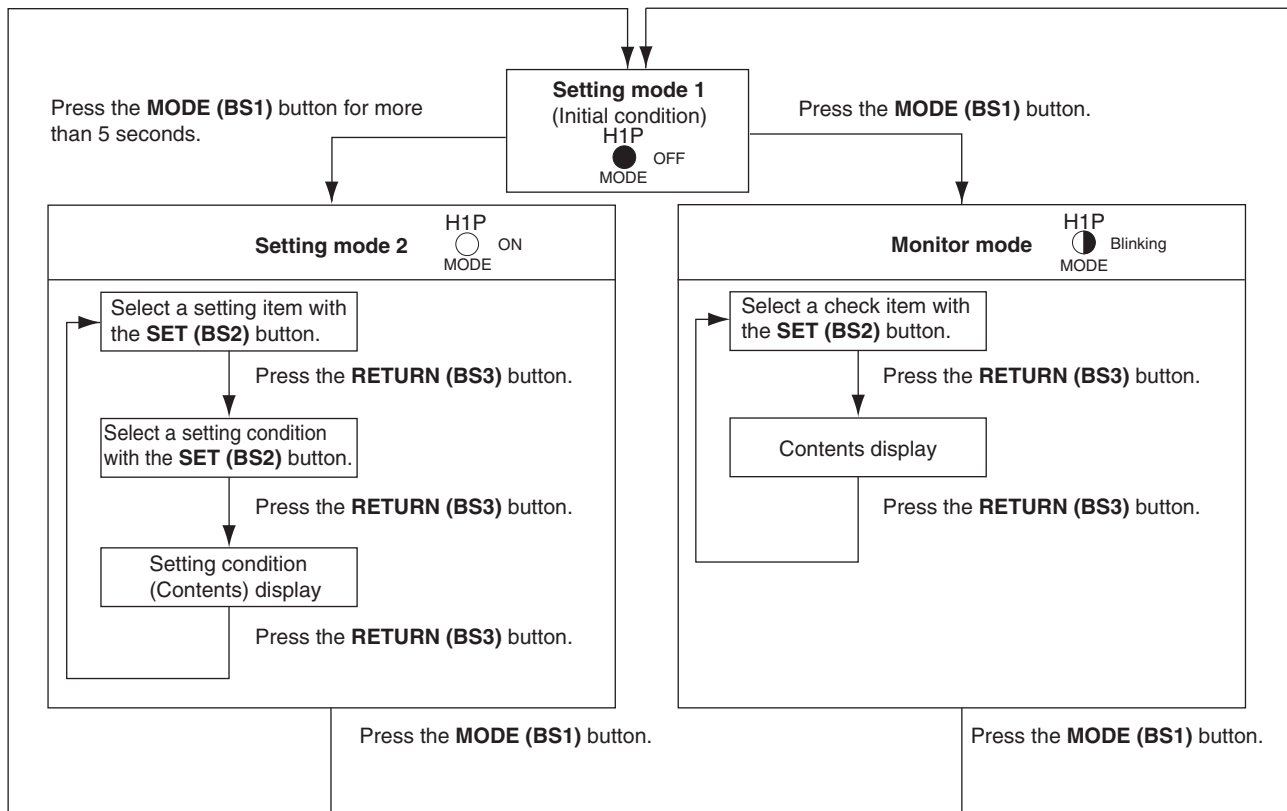 Setting mode 1
(Initial condition)
H1P
OFF
MODE
Press the MODE (BS1) button for more
than 5 seconds.
Press the MODE (BS1) button.
Setting mode 2
H1P
ON
MODE
Select a setting item with
the SET (BS2) button.
Press the RETURN (BS3) button.
Select a setting condition
with the SET (BS2) button.
Press the RETURN (BS3) button.
Setting condition
(Contents) display
Press the RETURN (BS3) button.
Press the MODE (BS1) button.
Monitor mode
H1P
Blinking
MODE
Select a check item with
the SET (BS2) button.
Press the RETURN (BS3) button.
Contents display
Press the RETURN (BS3) button.
Press the MODE (BS1) button.